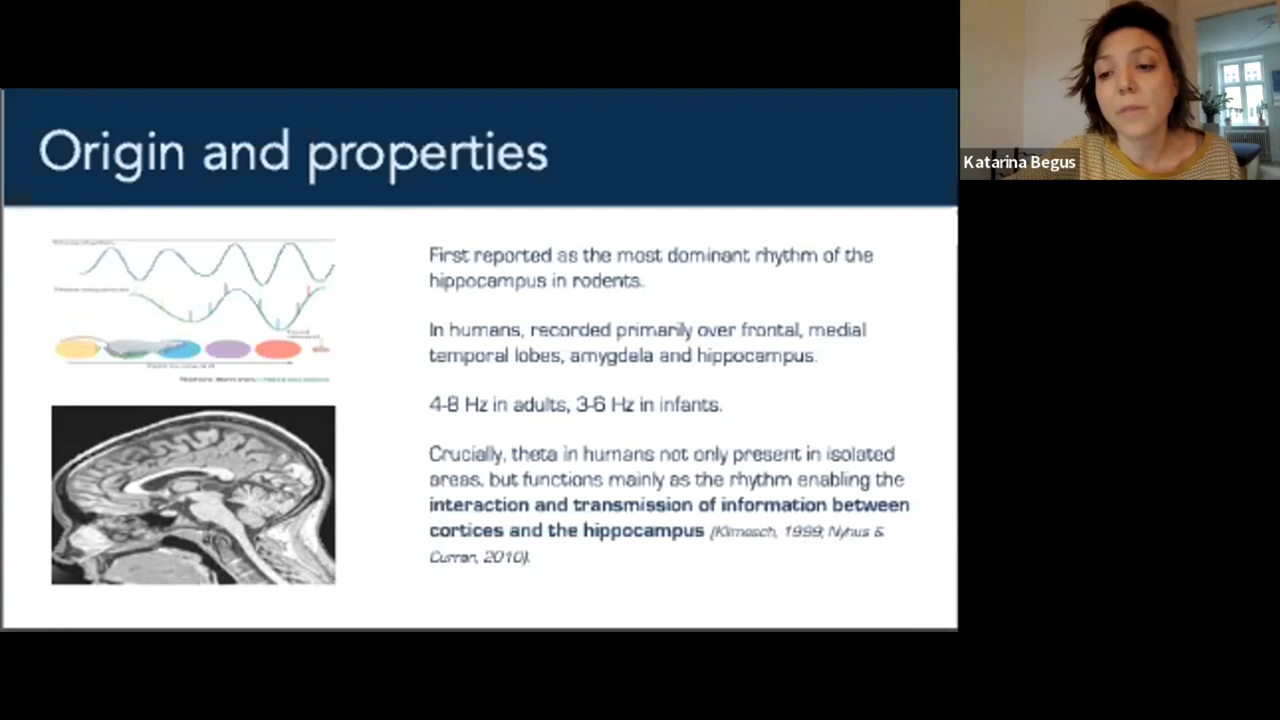 Origin and properties
Katarina Begus
First reported as the most dominant rhythm of the
hippocampus in rodents.
In humans, recorded primarily over frontal, medial
temporal lobes, amygdala and hippocampus.
4-8 Hz in adults, 3-6 Hz in infants.
Crucially, theta in humans not only present in isolated
areas, but functions mainly as the rhythm enabling the
interaction and transmission of information between
cortices and the hippocampus (Klimesch, 1999; Nyhus &
Curran, 2010).